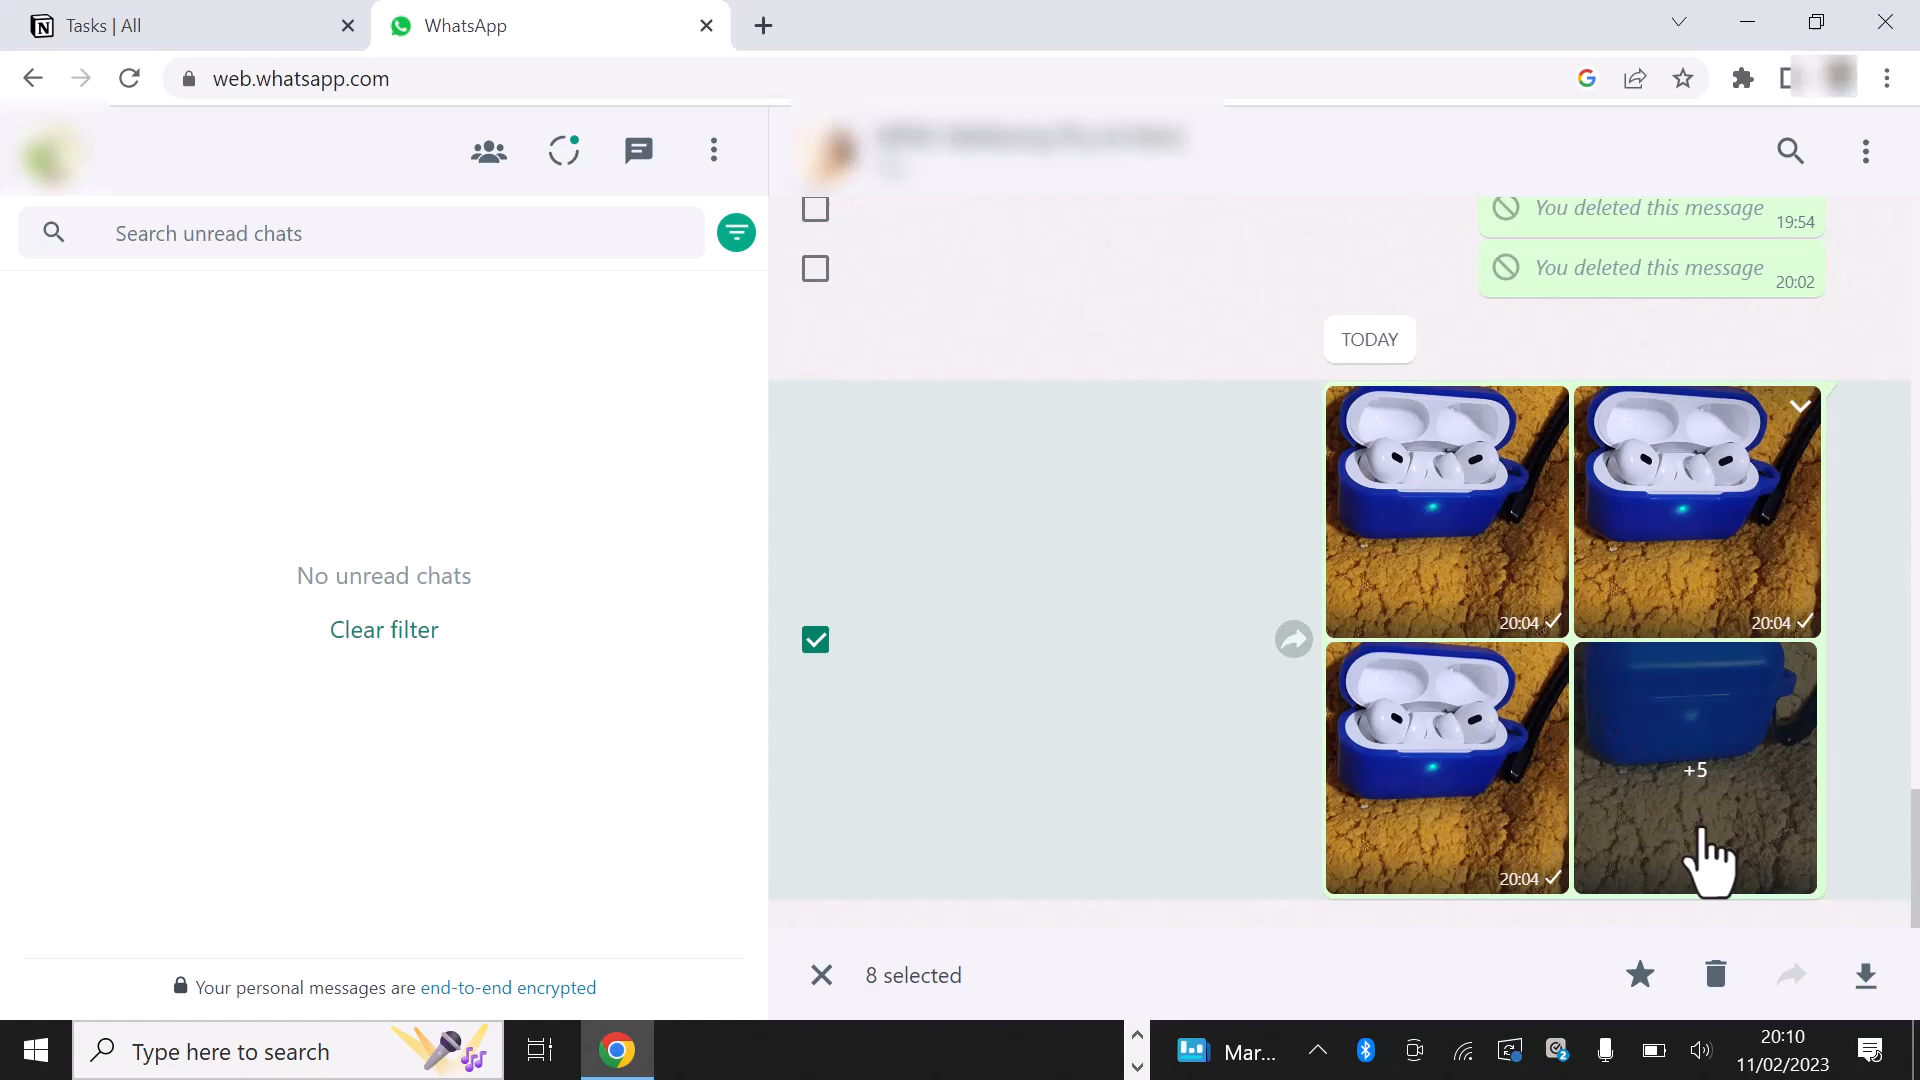 Tasks | All
WhatsApp
web.whatsapp.com
Search unread chats
You deleted this message
19:54
You deleted this message
20:02
TODAY
20:04
20:04
No unread chats
Clear filter
+5
20:04
8 selected
Your personal messages are end-to-end encrypted
Type here to search
Mar...
2
20:10
11/02/2023